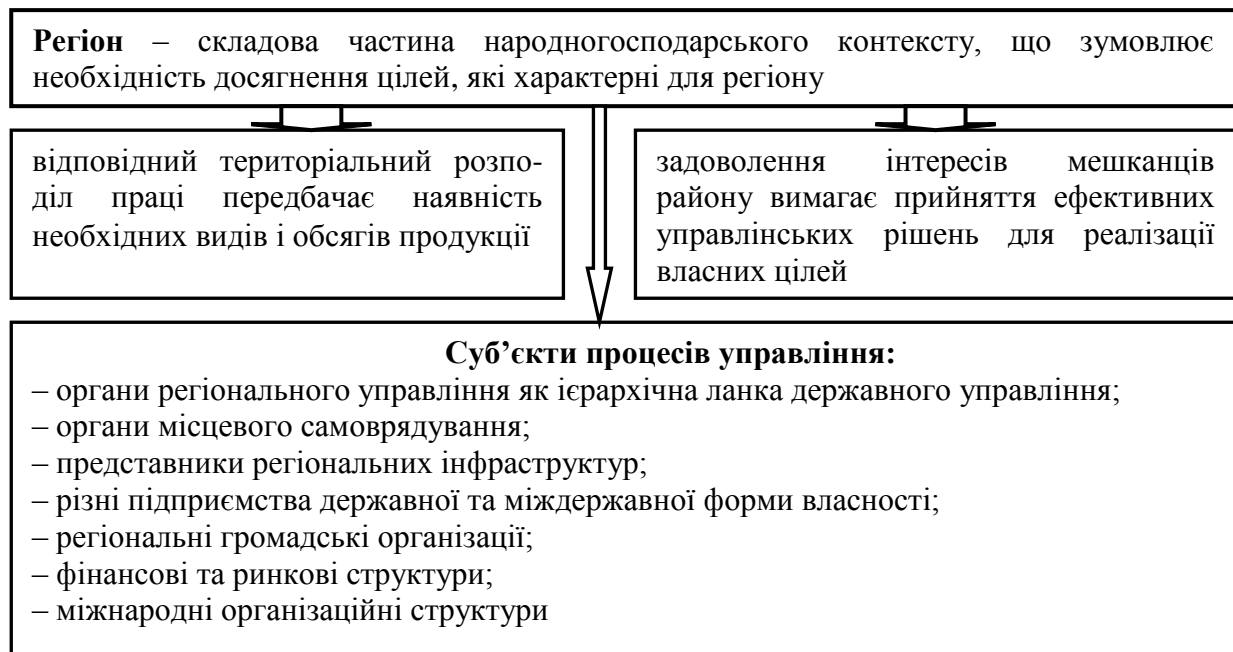 Регіон – складова частина народногосподарського контексту, що зумовлює
необхідність досягнення цілей, які характерні для регіону
відповідний територіальний розпо-
діл праці передбачає наявність
необхідних видів і обсягів продукції
задоволення інтересів мешканців
району вимагає прийняття ефективних
управлінських рішень для реалізації
власних цілей
Суб’єкти процесів управління:
– органи регіонального управління як ієрархічна ланка державного управління;
– органи місцевого самоврядування;
– представники регіональних інфраструктур;
– різні підприємства державної та міждержавної форми власності;
– регіональні громадські організації;
– фінансові та ринкові структури;
– міжнародні організаційні структури